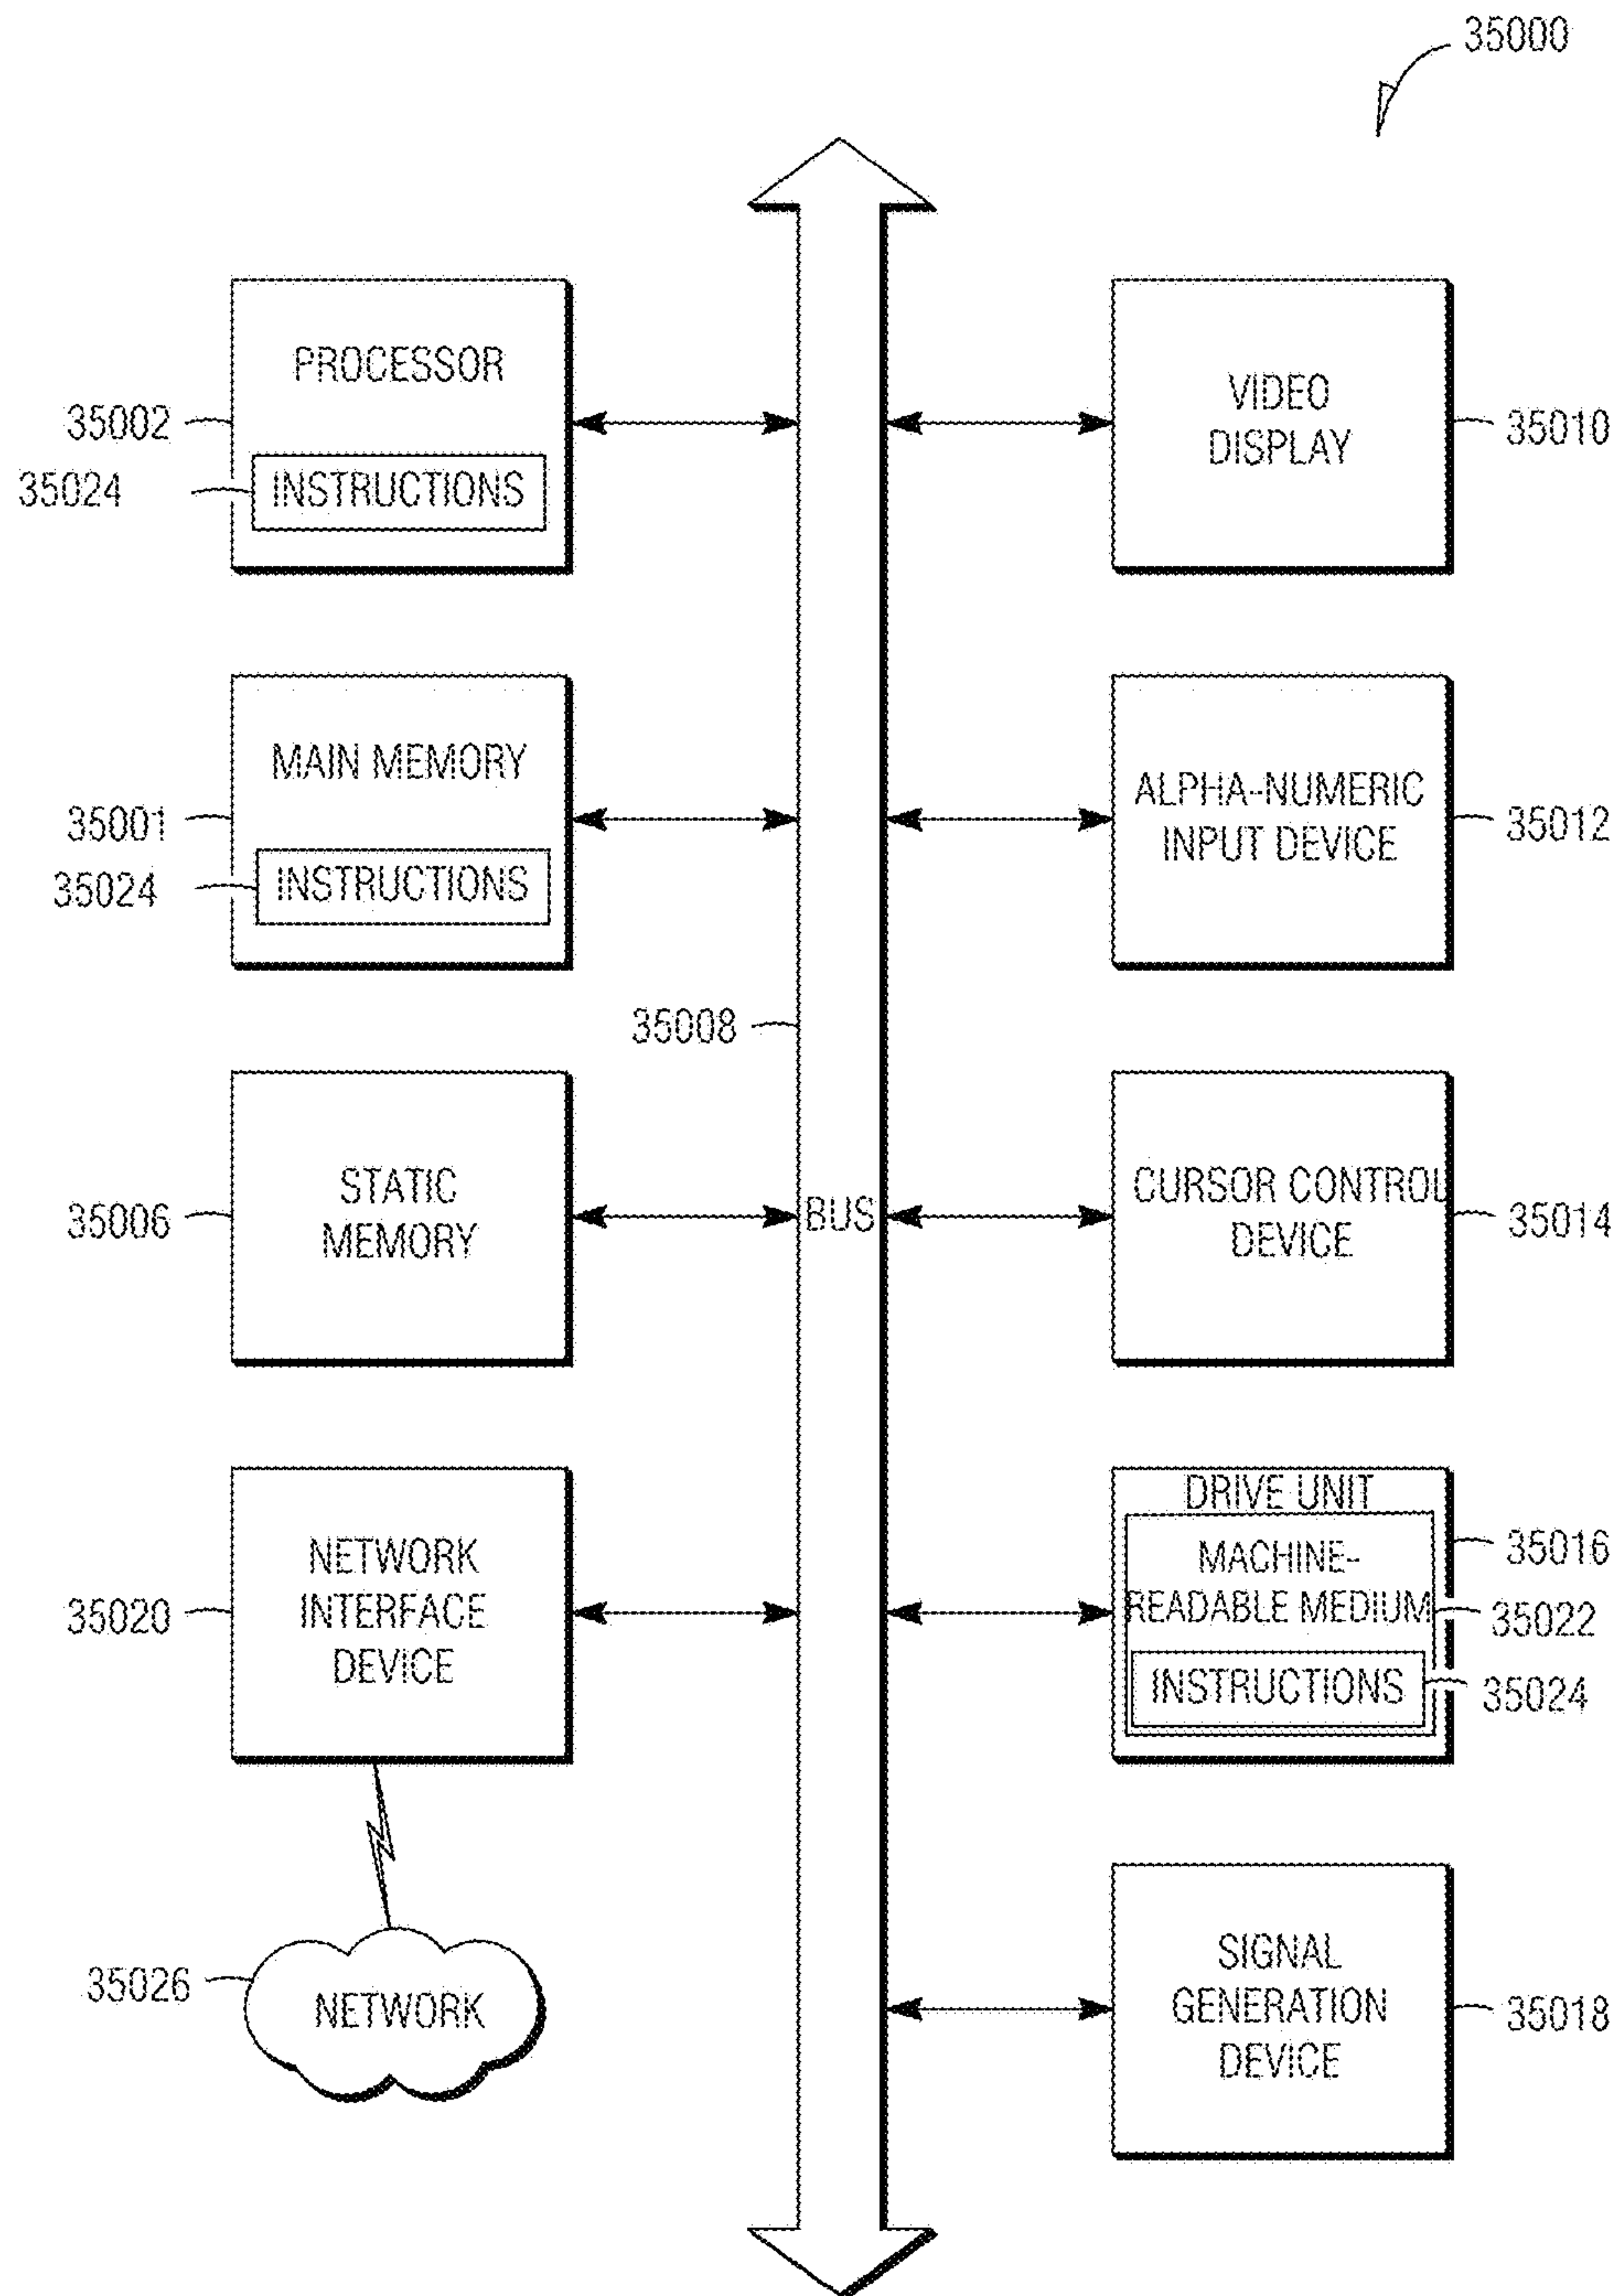 35000
PROCESSOR
35002
35024
INSTRUCTIONS
MAIN MEMORY
35001
35024
INSTRUCTIONS
35008
STATIC
MEMORY
35006
BUS
NETWORK
INTERFACE
DEVICE
35020
35026
NETWORK
VIDEO
DISPLAY
35010
ALPHA-NUMERIC
INPUT DEVICE
35012
CURSOR CONTROL
DEVICE
35014
DRIVE UNIT
35016
MACHINE-
READABLE MEDIUM
35022
INSTRUCTIONS
35024
SIGNAL
GENERATION
DEVICE
35018